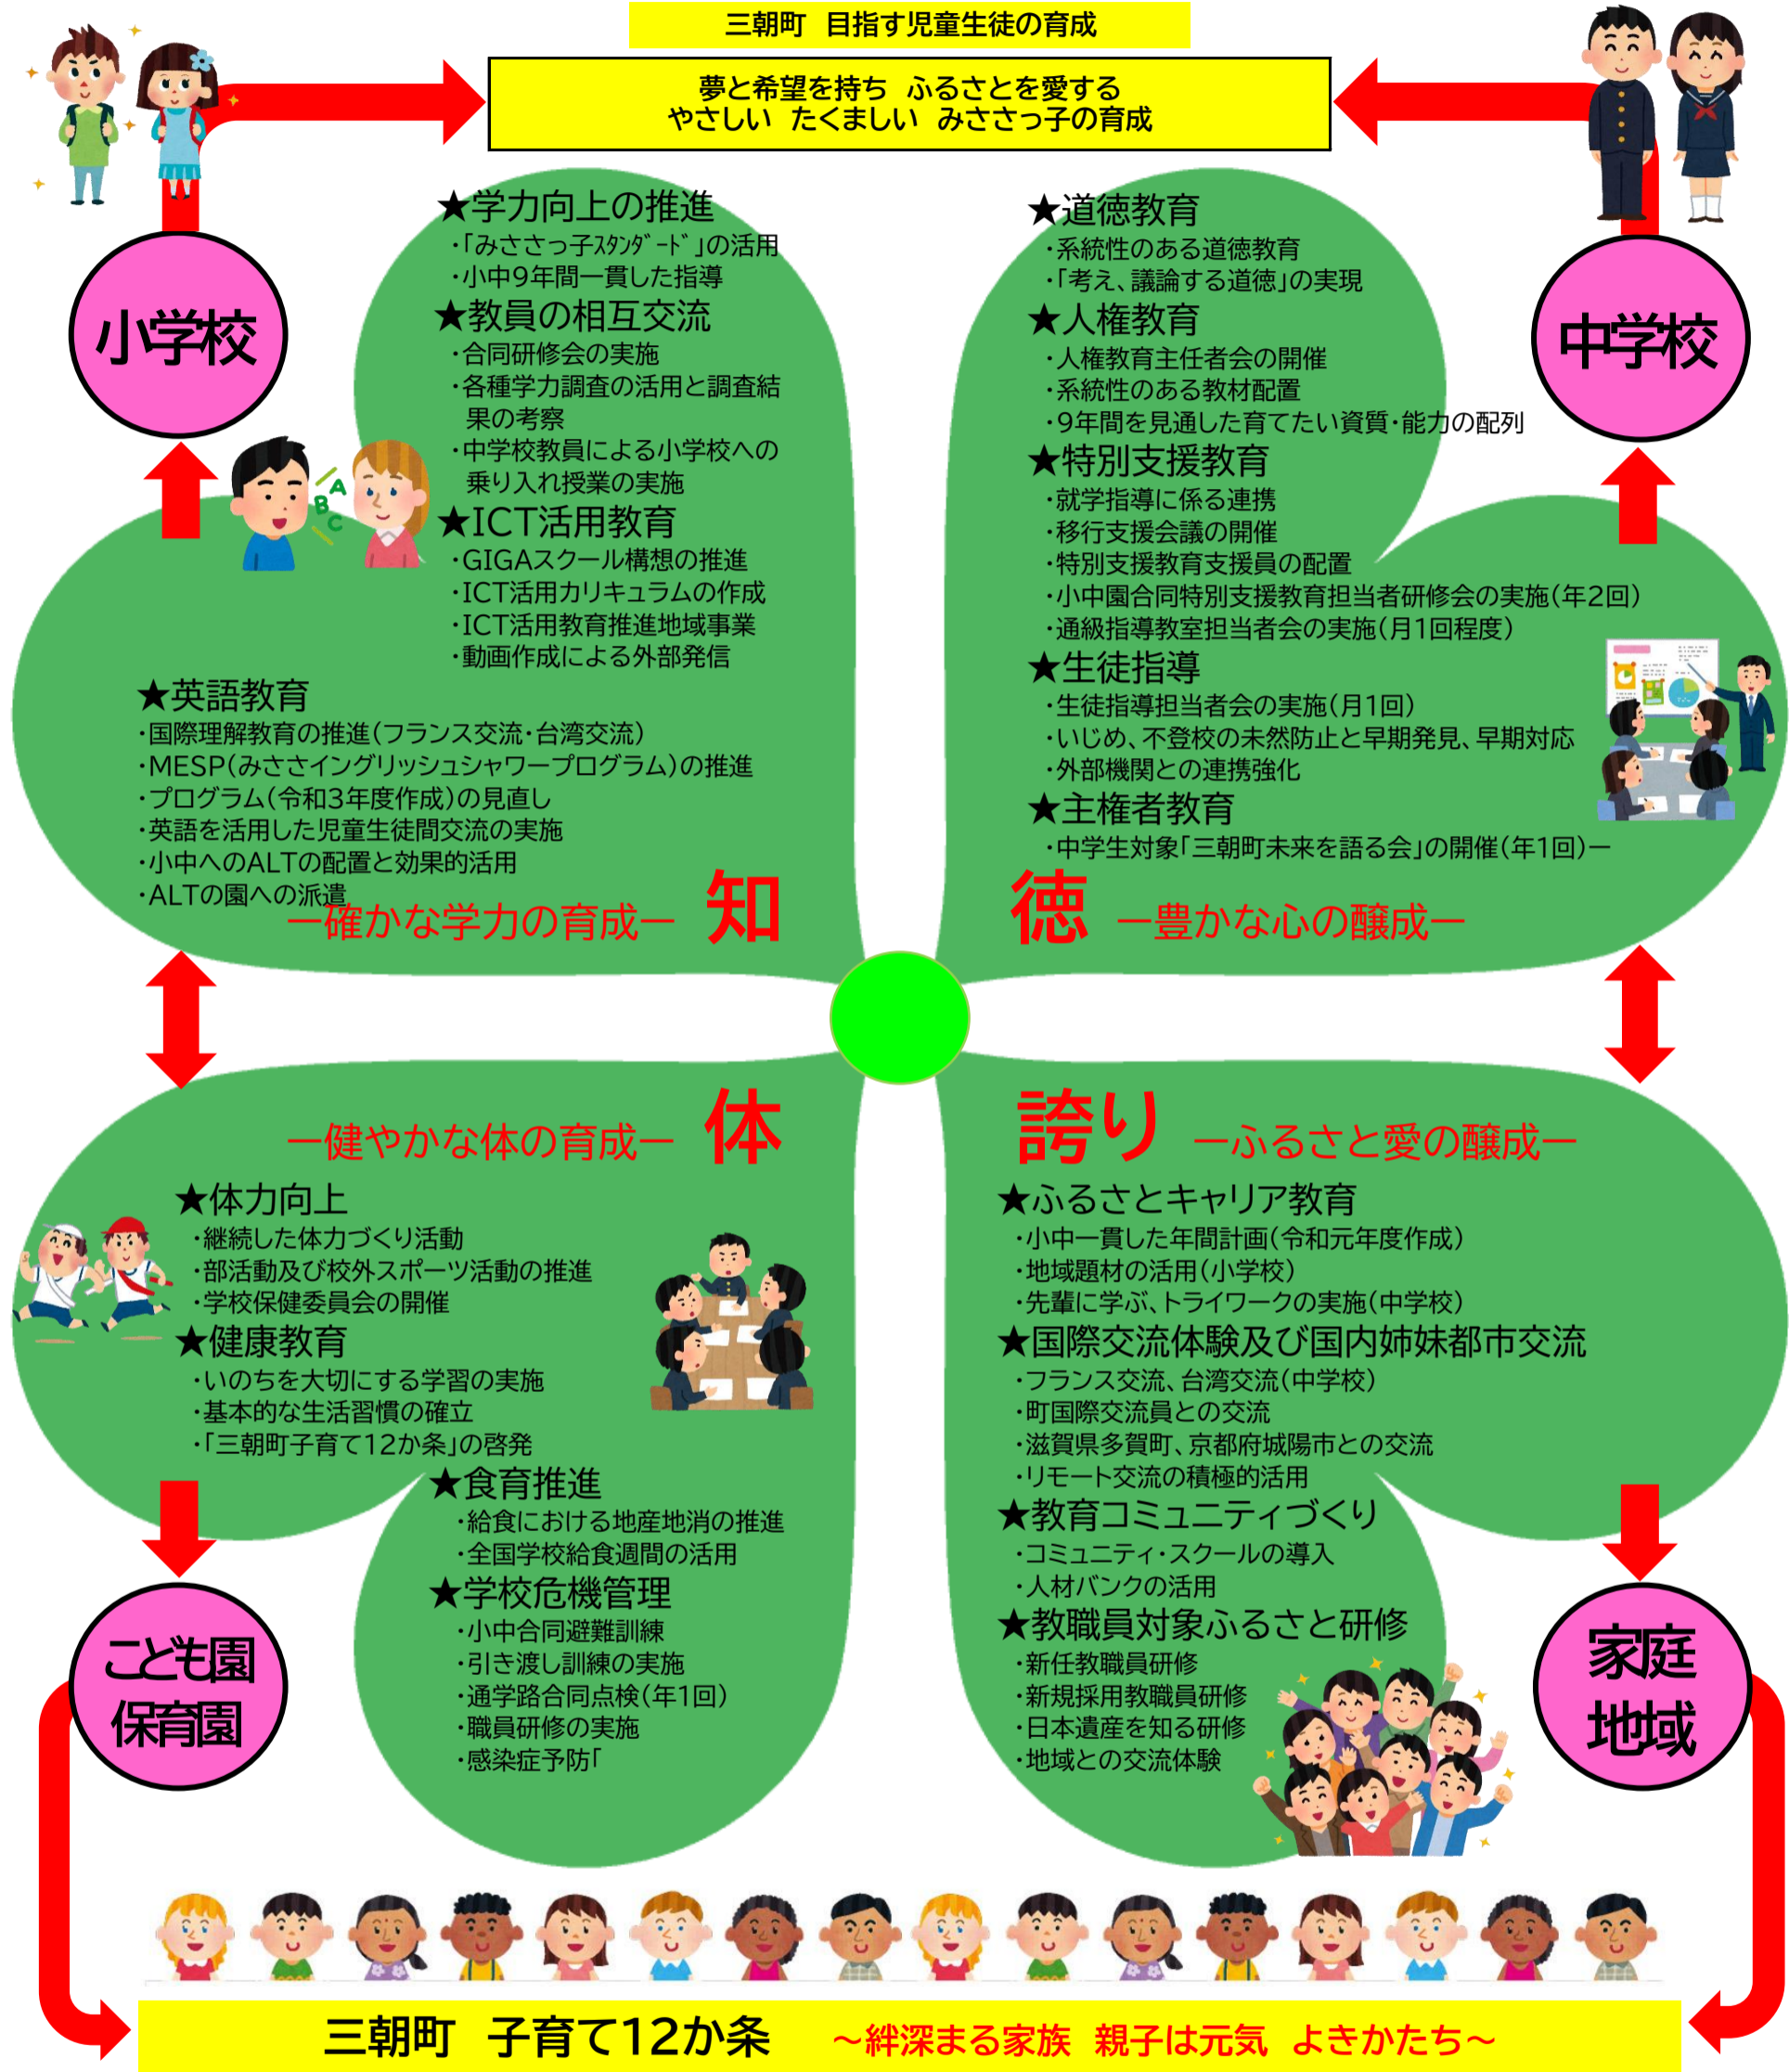 三朝町　目指す児童生徒の育成
夢と希望を持ち　ふるさとを愛する
やさしい　たくましい　みささっ子の育成
小学校
中学校
★学力向上の推進
・「みささっ子ｽﾀﾝﾀﾞｰﾄﾞ」の活用
・小中9年間一貫した指導
★教員の相互交流
・合同研修会の実施
・各種学力調査の活用と調査結
果の考察
・中学校教員による小学校への
乗り入れ授業の実施
★ICT活用教育
・GIGAスクール構想の推進
・ICT活用カリキュラムの作成
・ICT活用教育推進地域事業
・動画作成による外部発信
★英語教育
・国際理解教育の推進（フランス交流・台湾交流）
・MESP（みささイングリッシュシャワープログラム）の推進
・プログラム（令和3年度作成）の見直し
・英語を活用した児童生徒間交流の実施
・小中へのALTの配置と効果的活用
・ALTの園への派遣
ー確かな学力の育成ー　知
A
B
C
★道徳教育
・系統性のある道徳教育
・「考え、議論する道徳」の実現
★人権教育
・人権教育主任者会の開催
・系統性のある教材配置
・9年間を見通した育てたい資質・能力の配列
★特別支援教育
・就学指導に係る連携
・移行支援会議の開催
・特別支援教育支援員の配置
・小中園合同特別支援教育担当者研修会の実施（年2回）
・通級指導教室担当者会の実施（月1回程度）
★生徒指導
・生徒指導担当者会の実施（月1回）
・いじめ、不登校の未然防止と早期発見、早期対応
・外部機関との連携強化
★主権者教育
・中学生対象「三朝町未来を語る会」の開催（年1回）ー
徳　ー豊かな心の醸成ー
ー健やかな体の育成ー　体
★体力向上
・継続した体力づくり活動
・部活動及び校外スポーツ活動の推進
・学校保健委員会の開催
★健康教育
・いのちを大切にする学習の実施
・基本的な生活習慣の確立
・「三朝町子育て12か条」の啓発
★食育推進
・給食における地産地消の推進
・全国学校給食週間の活用
★学校危機管理
・小中合同避難訓練
・引き渡し訓練の実施
・通学路合同点検（年1回）
・職員研修の実施
・感染症予防「
誇り　ーふるさと愛の醸成ー
★ふるさとキャリア教育
・小中一貫した年間計画（令和元年度作成）
・地域題材の活用（小学校）
・先輩に学ぶ、トライワークの実施（中学校）
★国際交流体験及び国内姉妹都市交流
・フランス交流、台湾交流（中学校）
・町国際交流員との交流
・滋賀県多賀町、京都府城陽市との交流
・リモート交流の積極的活用
★教育コミュニティづくり
・コミュニティ・スクールの導入
・人材バンクの活用
★教職員対象ふるさと研修
・新任教職員研修
・新規採用教職員研修
・日本遺産を知る研修
・地域との交流体験
こども園
保育園
家庭
地域
三朝町　子育て12か条　～絆深まる家族　親子は元気　よきかたち～